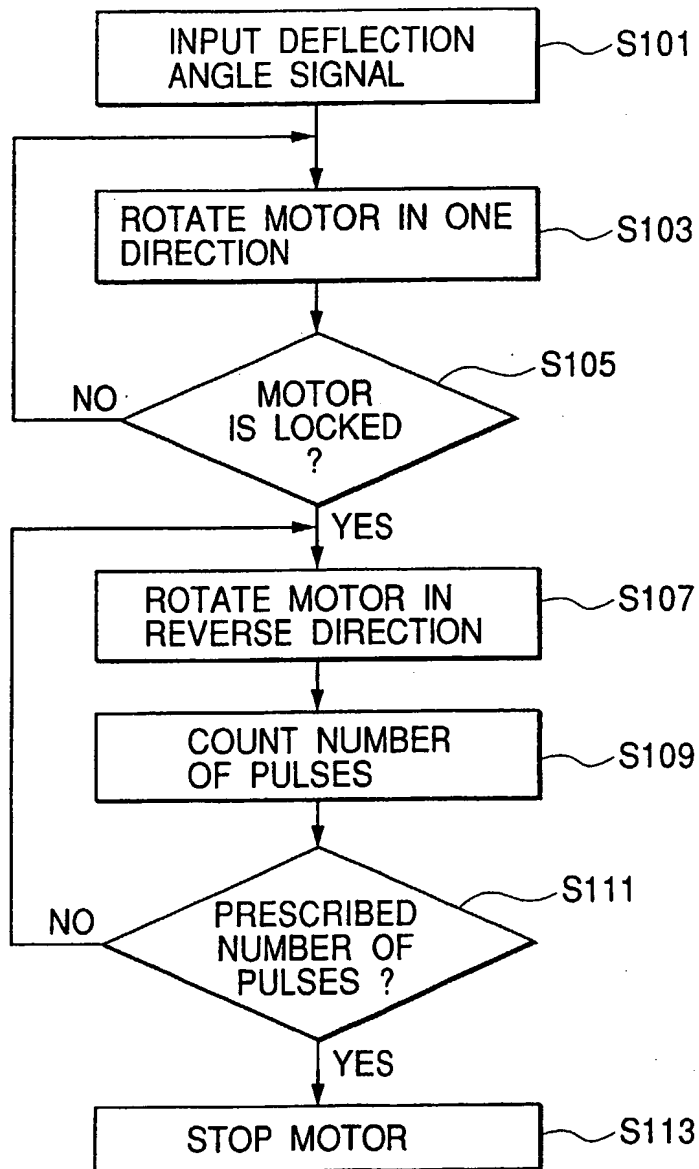 INPUT DEFLECTION
ANGLE SIGNAL
S101
ROTATE MOTOR IN ONE
DIRECTION
S103
MOTOR
IS LOCKED
?
S105
NO
YES
ROTATE MOTOR IN
REVERSE DIRECTION
S107
COUNT NUMBER
OF PULSES
S109
PRESCRIBED
NUMBER OF
PULSES ?
S111
NO
YES
STOP MOTOR
S113